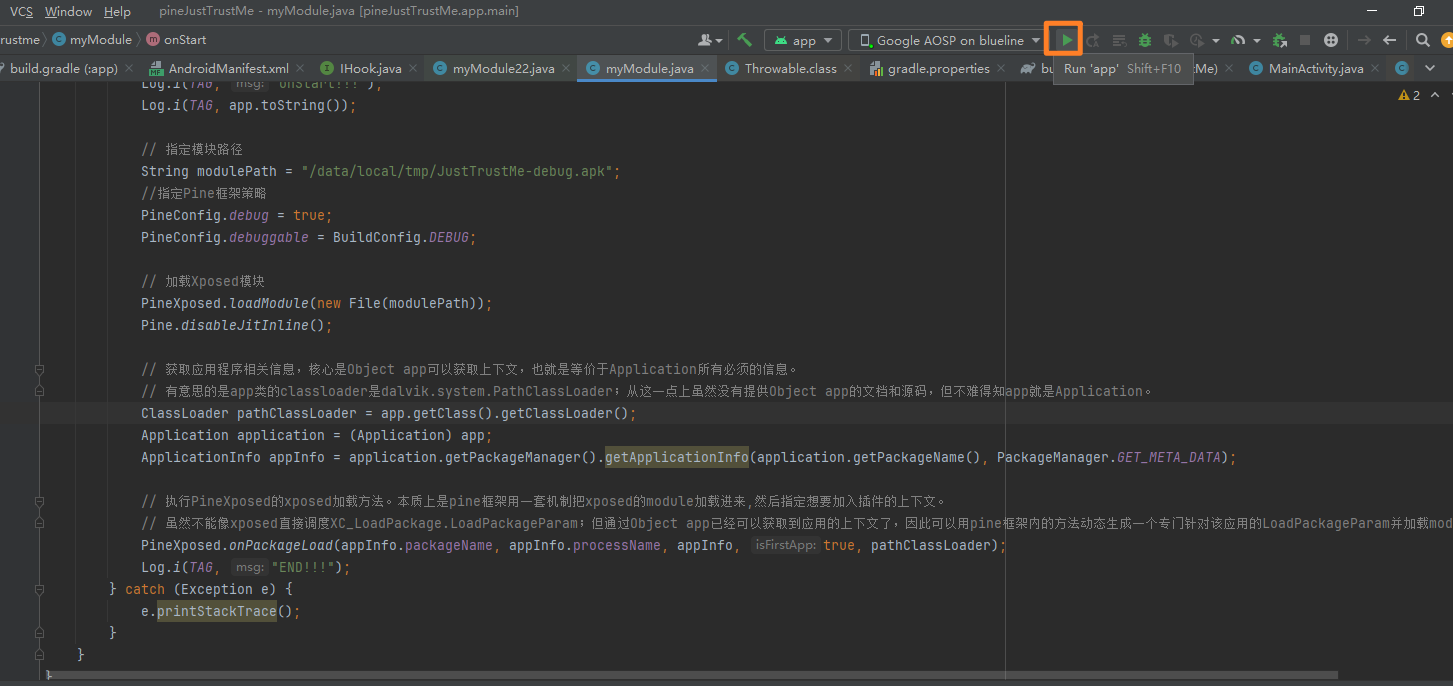 VCS Window Help pineJustTrustMe - myModule.java [pineJustTrustMe.app.main]
rustme myModule onStart app Google AOSP on blueline
build.gradle (:app) AndroidManifest.xml IHook.java myModule22.java myModule.java Throwable.class gradle.properties bu tMe) MainActivity.java
Run 'app' Shift+F10
Log.i(TAG, msg: "onStart!!!");
2
Log.i(TAG, app.toString());
// 指定模块路径
String modulePath = "/data/local/tmp/JustTrustMe-debug.apk";
//指定Pine框架策略
PineConfig.debug = true;
PineConfig.debuggable = BuildConfig.DEBUG;
// 加载Xposed模块
PineXposed.loadModule(new File(modulePath));
Pine.disableJitInline();
// 获取应用程序相关信息，核心是Object app可以获取上下文，也就是等价于Application所有必须的信息。
// 有意思的是app类的classloader是dalvik.system.PathClassLoader；从这一点上虽然没有提供Object app的文档和源码，但不难得知app就是Application。
ClassLoader pathClassLoader = app.getClass().getClassLoader();
Application application = (Application) app;
ApplicationInfo appInfo = application.getPackageManager().getApplicationInfo(application.getPackageName(), PackageManager.GET_META_DATA);
// 执行PineXposed的xposed加载方法。本质上是pine框架用一套机制把xposed的module加载进来,然后指定想要加入插件的上下文。
// 虽然不能像xposed直接调度XC_LoadPackage.LoadPackageParam；但通过Object app已经可以获取到应用的上下文了，因此可以用pine框架内的方法动态生成一个专门针对该应用的LoadPackageParam并加载mod
PineXposed.onPackageLoad(appInfo.packageName, appInfo.processName, appInfo, isFirstApp: true, pathClassLoader);
Log.i(TAG, msg: "END!!!");
} catch (Exception e) {
e.printStackTrace();
}
}
}